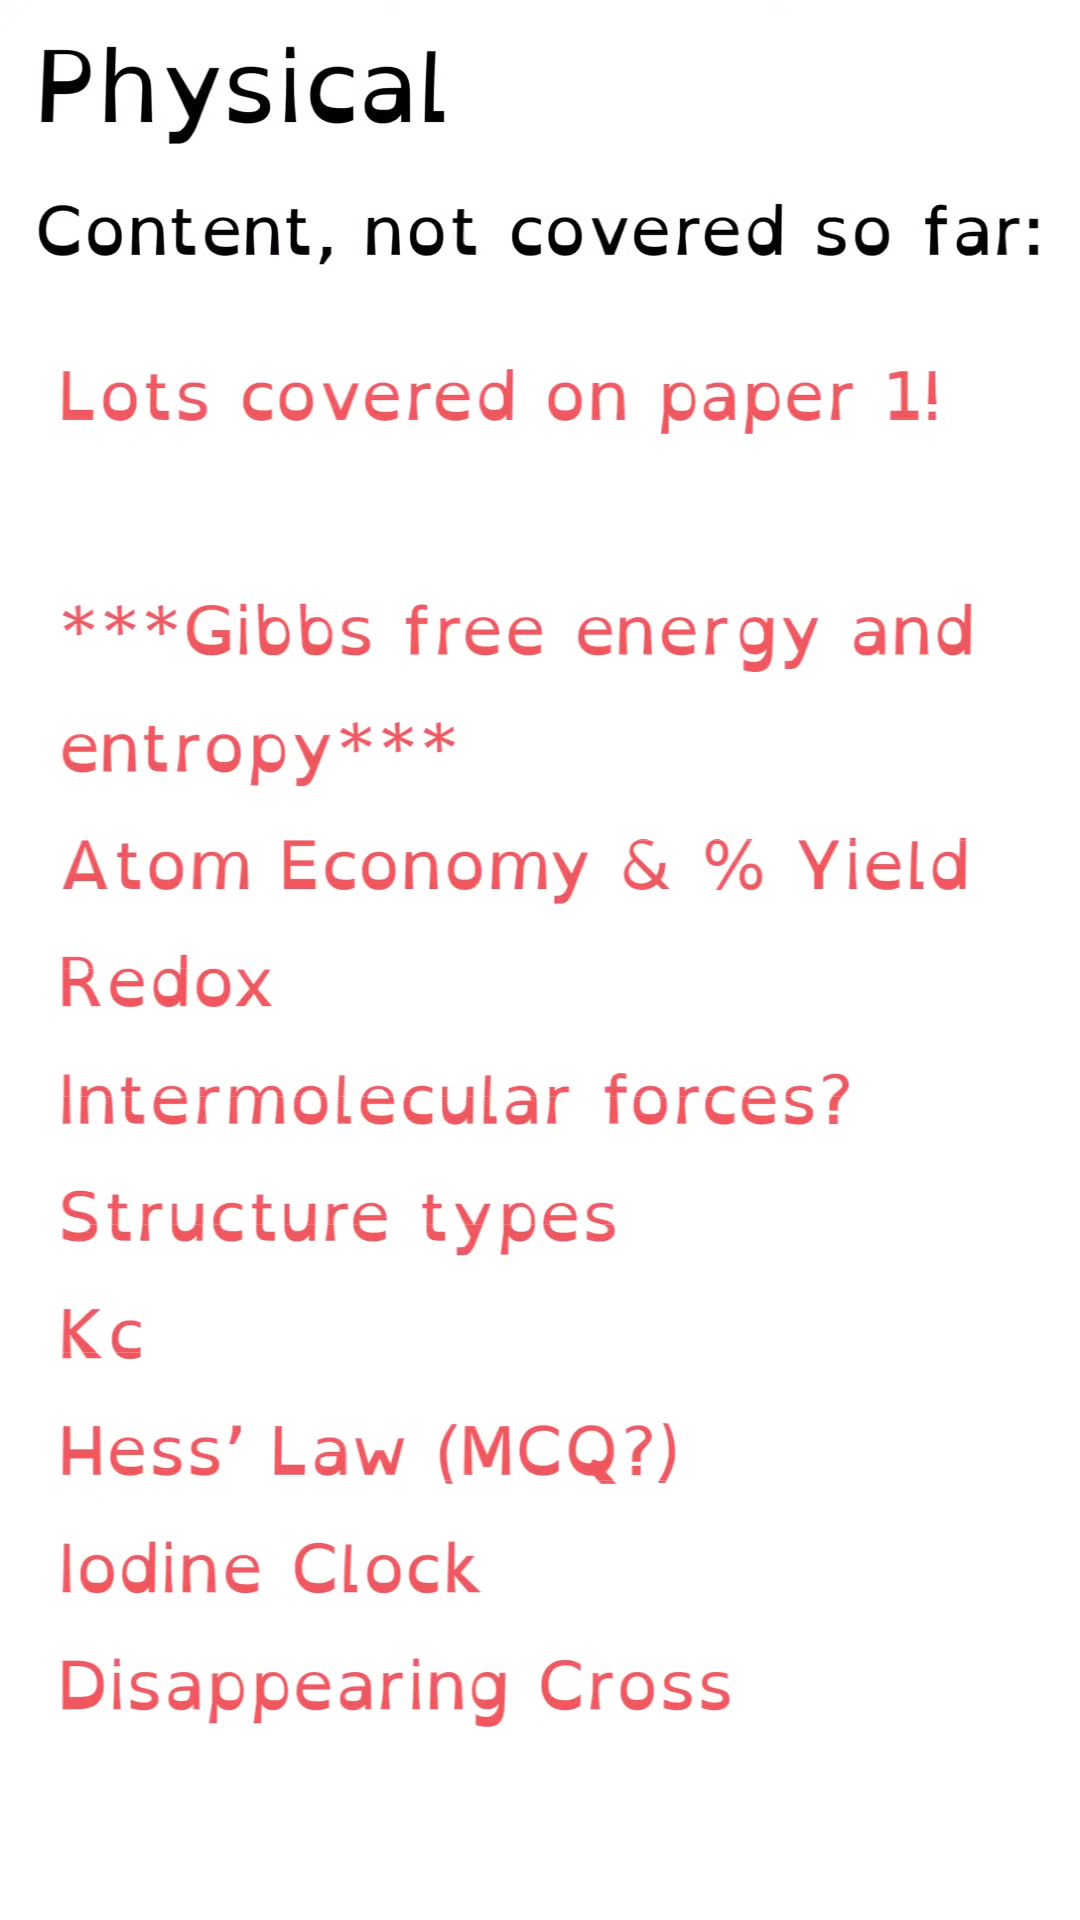 Physical
Content, not covered so far:
Lots covered on paper 1!
***Gibbs free energy and
entropy***
Atom Economy & % Yield
Redox
Intermolecular forces?
Structure types
Kc
Hess’ Law (MCQ?)
Iodine Clock
Disappearing Cross